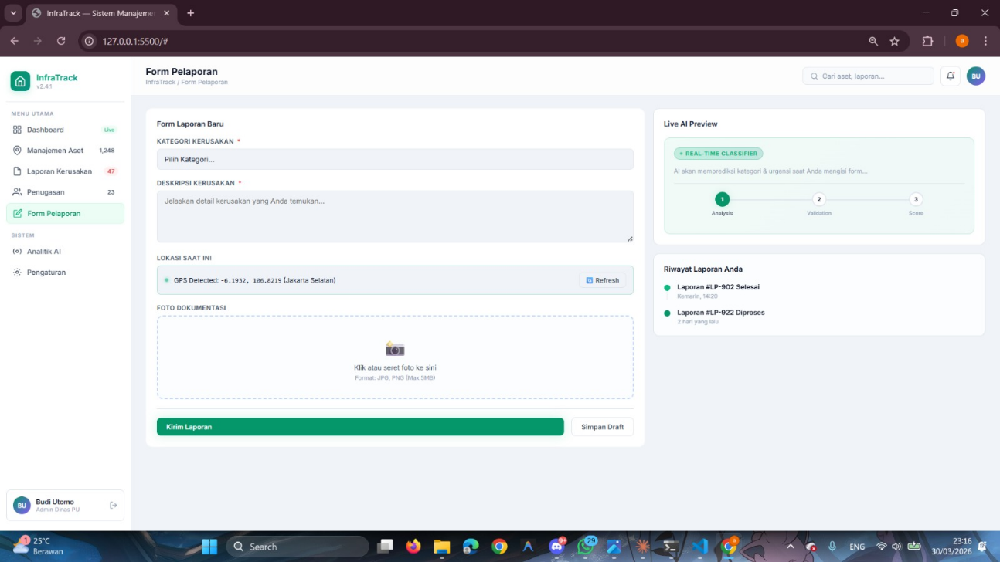 InfraTrack — Sistem Manajeme
127.0.0.1:5500/#
a
InfraTrack
v2.4.1
MENU UTAMA
Dashboard Live
Manajemen Aset 1,248
Laporan Kerusakan 47
Penugasan 23
Form Pelaporan
SISTEM
Analitik AI
Pengaturan
BU
Budi Utomo
Admin Dinas PU
Form Pelaporan
InfraTrack / Form Pelaporan
Cari aset, laporan...
BU
Form Laporan Baru
KATEGORI KERUSAKAN *
Pilih Kategori...
DESKRIPSI KERUSAKAN *
Jelaskan detail kerusakan yang Anda temukan...
LOKASI SAAT INI
GPS Detected: -6.1932, 106.8219 (Jakarta Selatan)
Refresh
FOTO DOKUMENTASI
Klik atau seret foto ke sini
Format: JPG, PNG (Max 5MB)
Kirim Laporan
Simpan Draft
Live AI Preview
REAL-TIME CLASSIFIER
AI akan memprediksi kategori & urgensi saat Anda mengisi form...
1 2 3
Analysis Validation Score
Riwayat Laporan Anda
Laporan #LP-902 Selesai
Kemarin, 14:20
Laporan #LP-922 Diproses
2 hari yang lalu
1
25°C
Berawan
Search
29
ENG
23:16
30/03/2026